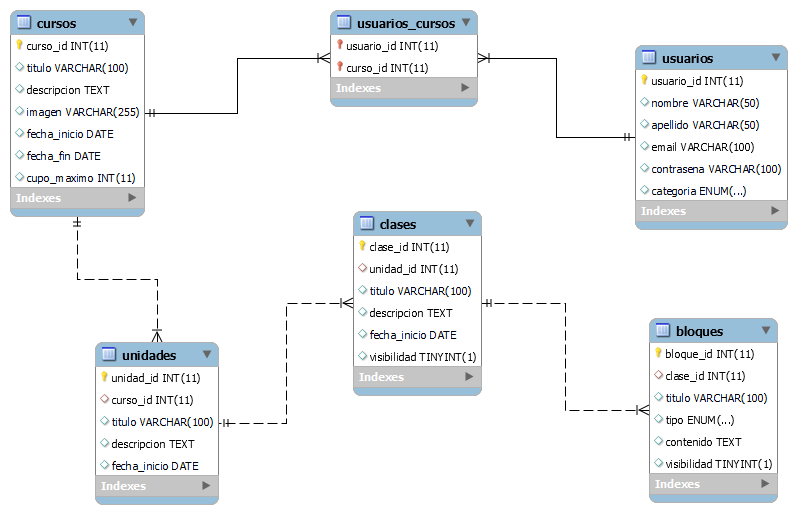 cursos
curso_id INT(11)
titulo VARCHAR(100)
descripcion TEXT
imagen VARCHAR(255)
fecha_inicio DATE
fecha_fin DATE
cupo_maximo INT(11)
Indexes
usuarios_cursos
usuario_id INT(11)
curso_id INT(11)
Indexes
usuarios
usuario_id INT(11)
nombre VARCHAR(50)
apellido VARCHAR(50)
email VARCHAR(100)
contrasena VARCHAR(100)
categoria ENUM(...)
Indexes
clases
clase_id INT(11)
unidad_id INT(11)
titulo VARCHAR(100)
descripcion TEXT
fecha_inicio DATE
visibilidad TINYINT(1)
Indexes
unidades
unidad_id INT(11)
curso_id INT(11)
titulo VARCHAR(100)
descripcion TEXT
fecha_inicio DATE
Indexes
bloques
bloque_id INT(11)
clase_id INT(11)
titulo VARCHAR(100)
tipo ENUM(...)
contenido TEXT
visibilidad TINYINT(1)
Indexes